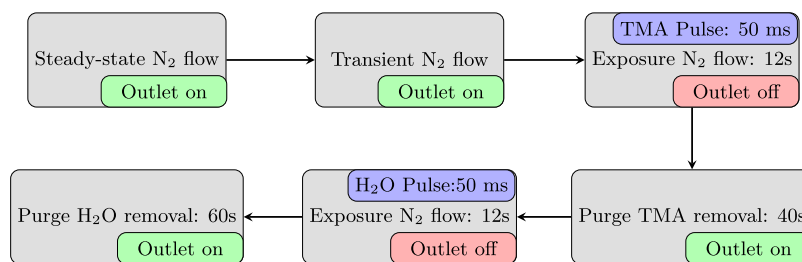 Steady-state N₂ flow
Outlet on
Transient N₂ flow
Outlet on
TMA Pulse: 50 ms
Exposure N₂ flow: 12s
Outlet off
Purge TMA removal: 40s
Outlet on
H₂O Pulse:50 ms
Exposure N₂ flow: 12s
Outlet off
Purge H₂O removal: 60s
Outlet on